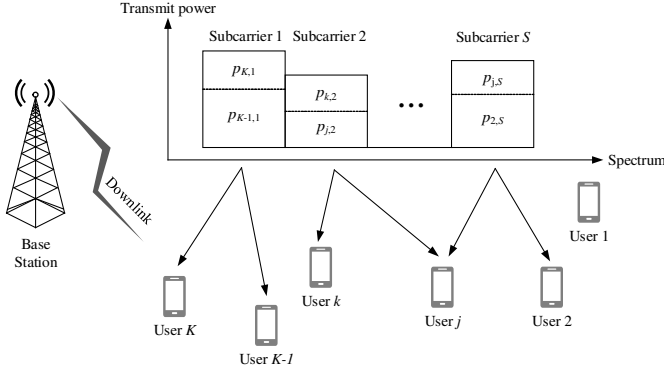 Transmit power
Subcarrier 1
Subcarrier 2
Subcarrier S
p_{K,1}
p_{K-1,1}
p_{k,2}
p_{j,2}
...
p_{j,S}
p_{2,S}
Spectrum
Downlink
Base
Station
User 1
User K
User K-1
User k
User j
User 2